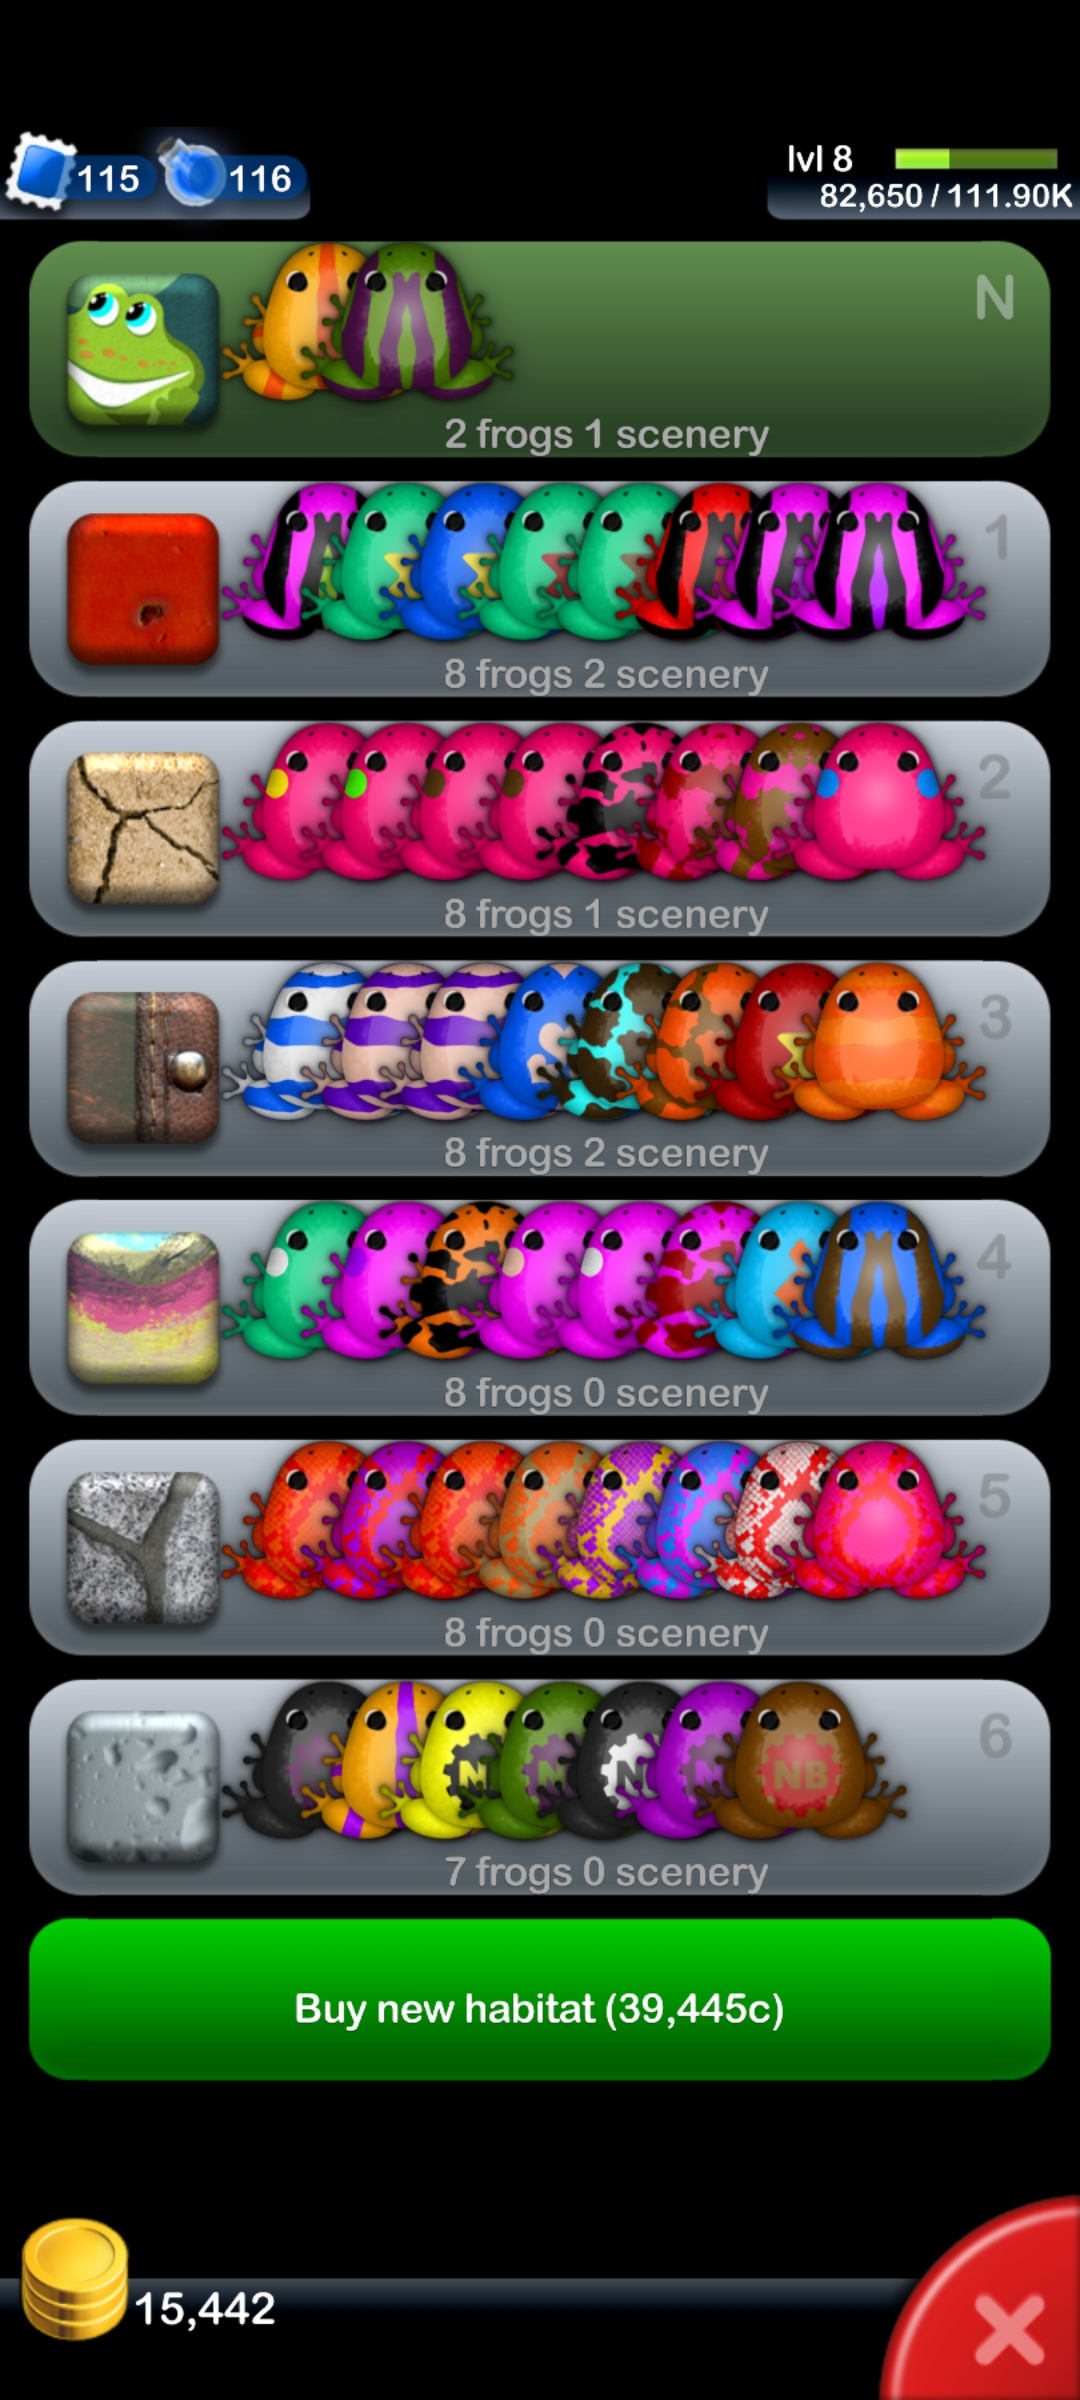 115
116
lvl 8
82,650 / 111.90K
N
2 frogs 1 scenery
1
8 frogs 2 scenery
2
8 frogs 1 scenery
3
8 frogs 2 scenery
4
8 frogs 0 scenery
5
8 frogs 0 scenery
6
N
N
N
N
N
NB
7 frogs 0 scenery
Buy new habitat (39,445c)
15,442